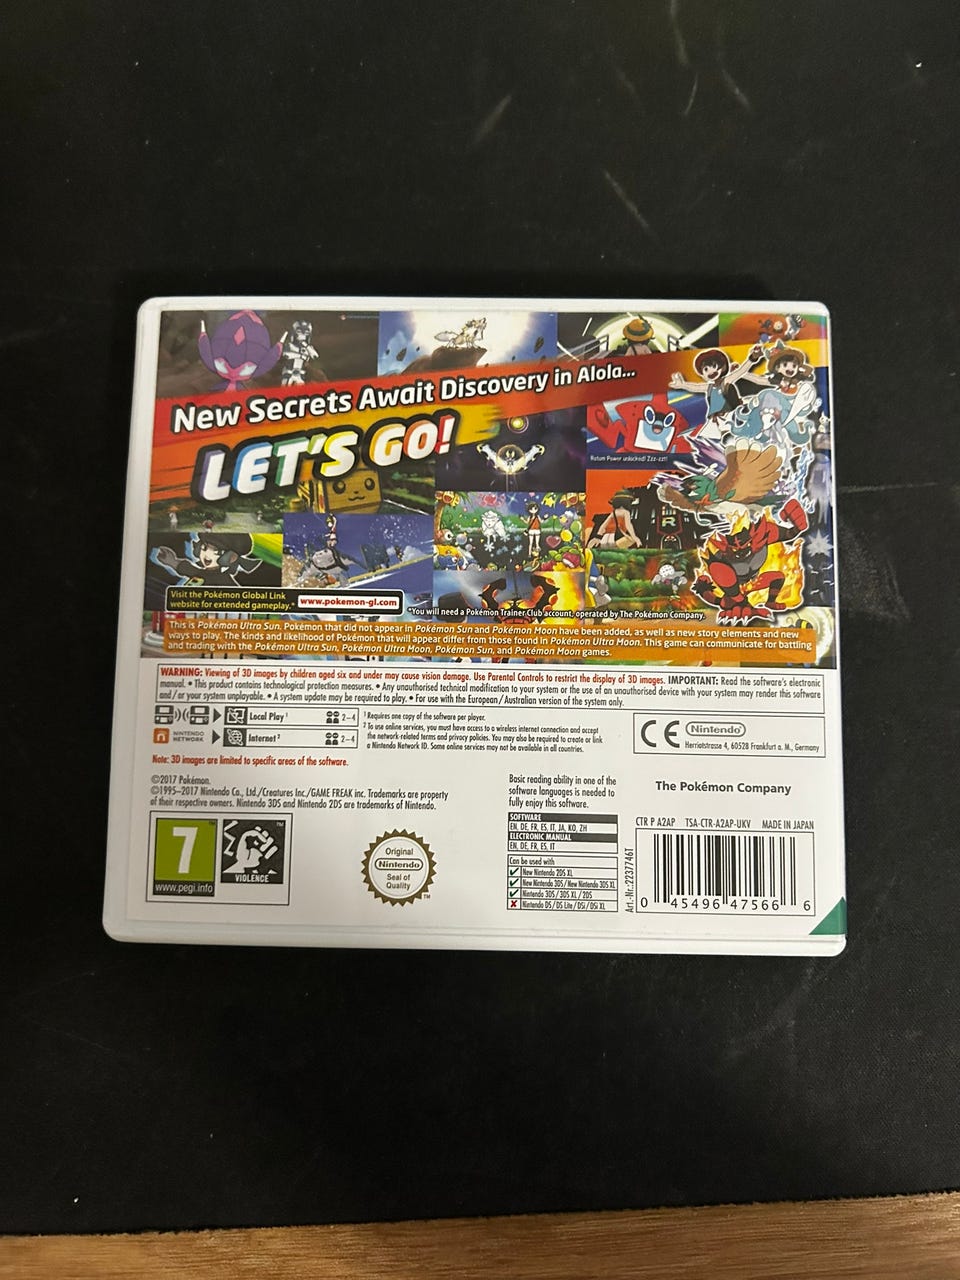 New Secrets Await Discovery in Alola...
LET'S GO!
Return Power unlocked! Zzz-zzt!
R
Visit the Pokémon Global Link
website for extended gameplay.*
www.pokemon-gl.com
*You will need a Pokémon Trainer Club account, operated by The Pokémon Company.
This is Pokémon Ultra Sun. Pokémon that did not appear in Pokémon Sun and Pokémon Moon have been added, as well as new story elements and new
ways to play. The kinds and likelihood of Pokémon that will appear differ from those found in Pokémon Ultra Moon. This game can communicate for battling
and trading with the Pokémon Ultra Sun, Pokémon Ultra Moon, Pokémon Sun, and Pokémon Moon games.
WARNING: Viewing of 3D images by children aged six and under may cause vision damage. Use Parental Controls to restrict the display of 3D images. IMPORTANT: Read the software's electronic
manual. • This product contains technological protection measures. • Any unauthorised technical modification to your system or the use of an unauthorised device with your system may render this software
and/or your system unplayable. • A system update may be required to play. • For use with the European/Australian version of the system only.
Local Play¹ 2-4
NINTENDO NETWORK Internet² 2-4
¹ Requires one copy of the software per player.
² To use online services, you must have access to a wireless internet connection and accept
the network-related terms and privacy policies. You may also be required to create or link
a Nintendo Network ID. Some online services may not be available in all countries.
CE Nintendo®
Herriotstrasse 4, 60528 Frankfurt a. M., Germany
Note: 3D images are limited to specific areas of the software.
©2017 Pokémon.
©1995–2017 Nintendo Co., Ltd./Creatures Inc./GAME FREAK inc. Trademarks are property
of their respective owners. Nintendo 3DS and Nintendo 2DS are trademarks of Nintendo.
Basic reading ability in one of the
software languages is needed to
fully enjoy this software.
The Pokémon Company
7
www.pegi.info
VIOLENCE
TM
Original
Nintendo
Seal of
Quality
TM
SOFTWARE
EN, DE, FR, ES, IT, JA, KO, ZH
ELECTRONIC MANUAL
EN, DE, FR, ES, IT
Can be used with
New Nintendo 2DS XL
New Nintendo 3DS/New Nintendo 3DS XL
Nintendo 3DS/3DS XL/2DS
Nintendo DS/DS Lite/DSi/DSi XL
CTR P A2AP TSA-CTR-A2AP-UKV MADE IN JAPAN
Art.-Nr.:2237746T
0 45496 47566 6